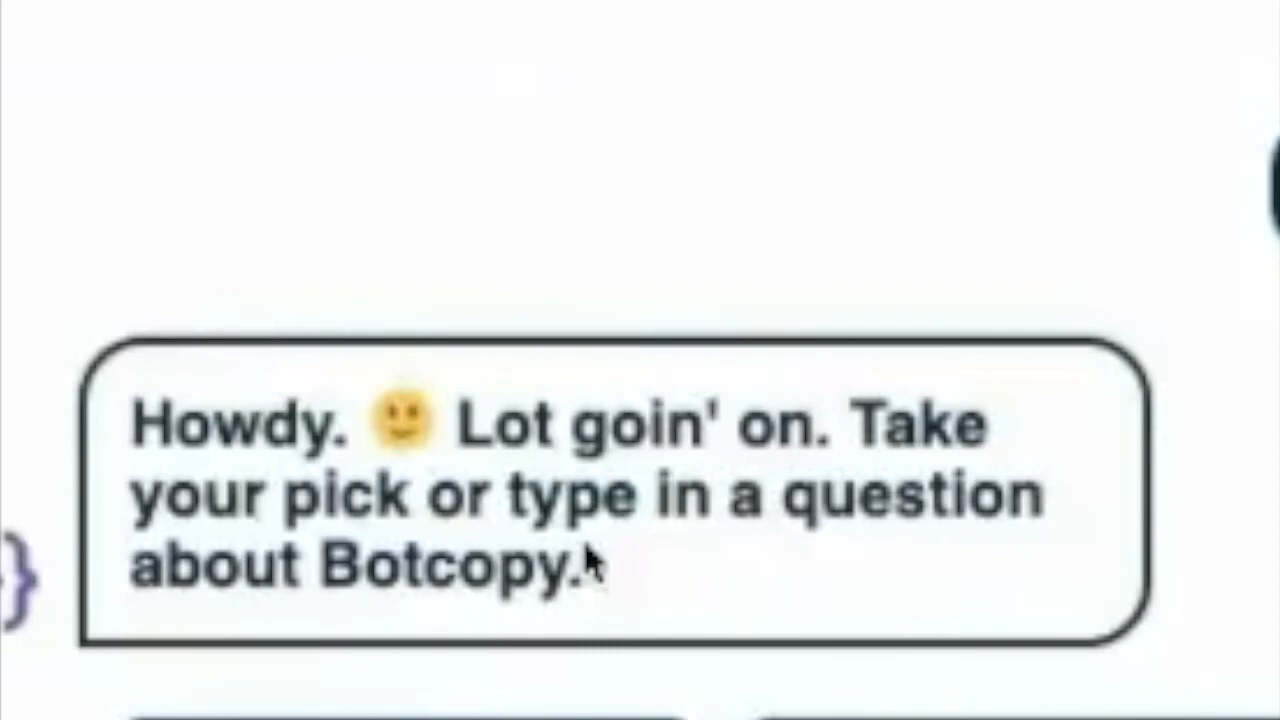 Howdy. 🙂 Lot goin' on. Take
your pick or type in a question
about Botcopy.
}